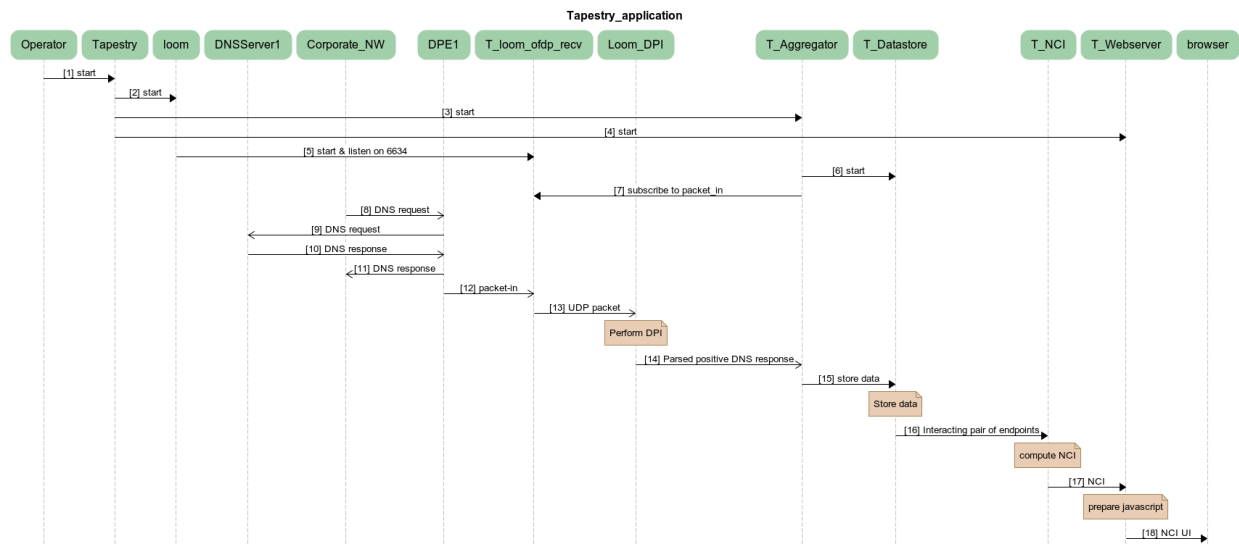 Tapestry_application
Operator
Tapestry
loom
DNSServer1
Corporate_NW
DPE1
T_loom_ofdp_recv
Loom_DPI
T_Aggregator
T_Datastore
T_NCI
T_Webserver
browser
[1] start
[2] start
[3] start
[4] start
[5] start & listen on 6634
[6] start
[7] subscribe to packet_in
[8] DNS request
[9] DNS request
[10] DNS response
[11] DNS response
[12] packet-in
[13] UDP packet
Perform DPI
[14] Parsed positive DNS response
[15] store data
Store data
[16] Interacting pair of endpoints
compute NCI
[17] NCI
prepare javascript
[18] NCI UI